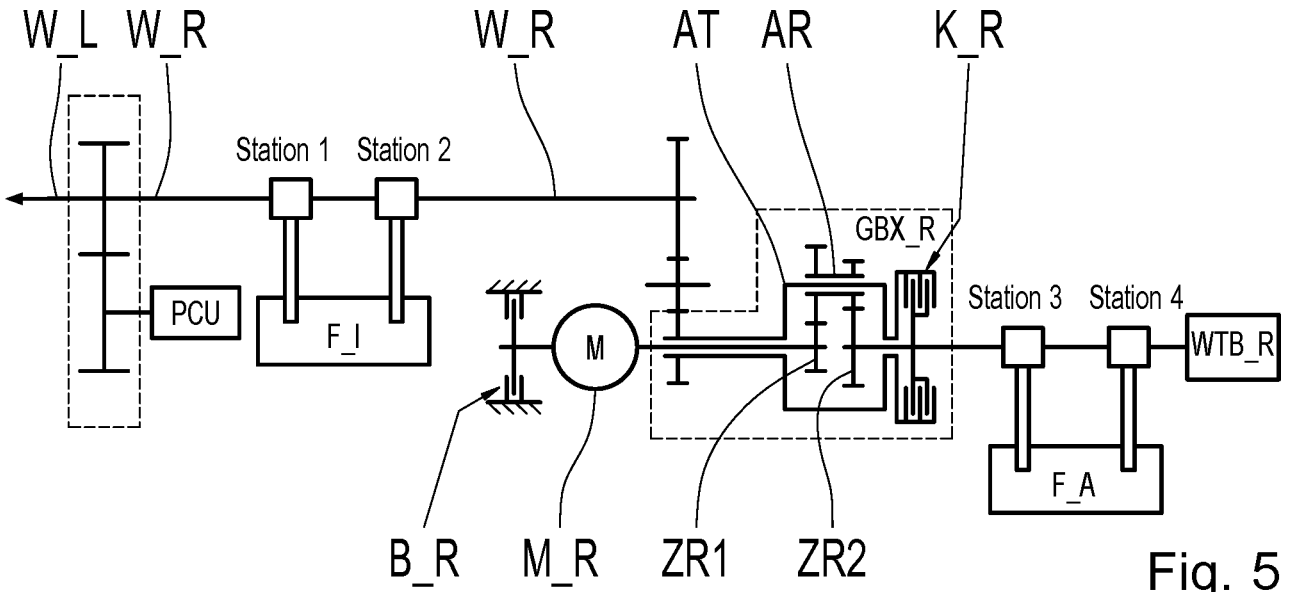 W_L W_R W_R AT AR K_R
Station 1 Station 2
GBX_R
Station 3 Station 4
PCU
F_I
M
WTB_R
F_A
B_R M_R ZR1 ZR2
Fig. 5